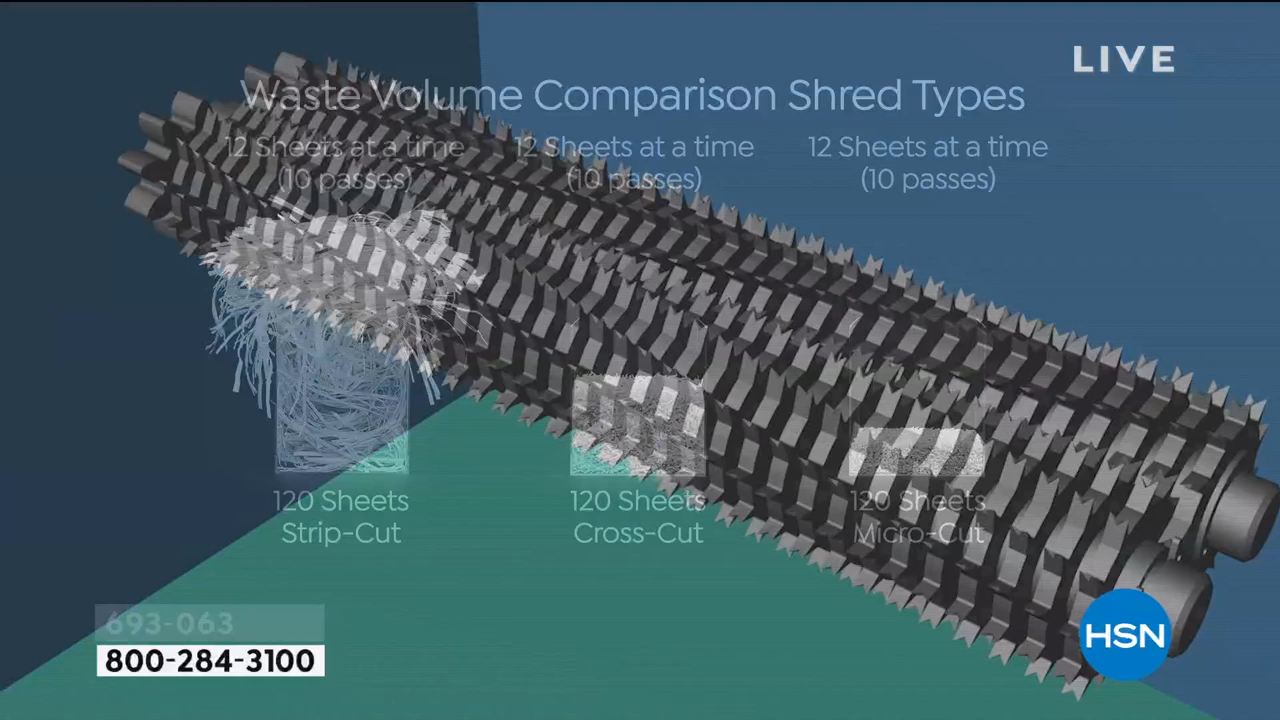 LIVE
Waste Volume Comparison Shred Types
12 Sheets at a time
(10 passes)
12 Sheets at a time
(10 passes)
12 Sheets at a time
(10 passes)
120 Sheets
Strip-Cut
120 Sheets
Cross-Cut
120 Sheets
Micro-Cut
693-063
800-284-3100
HSN